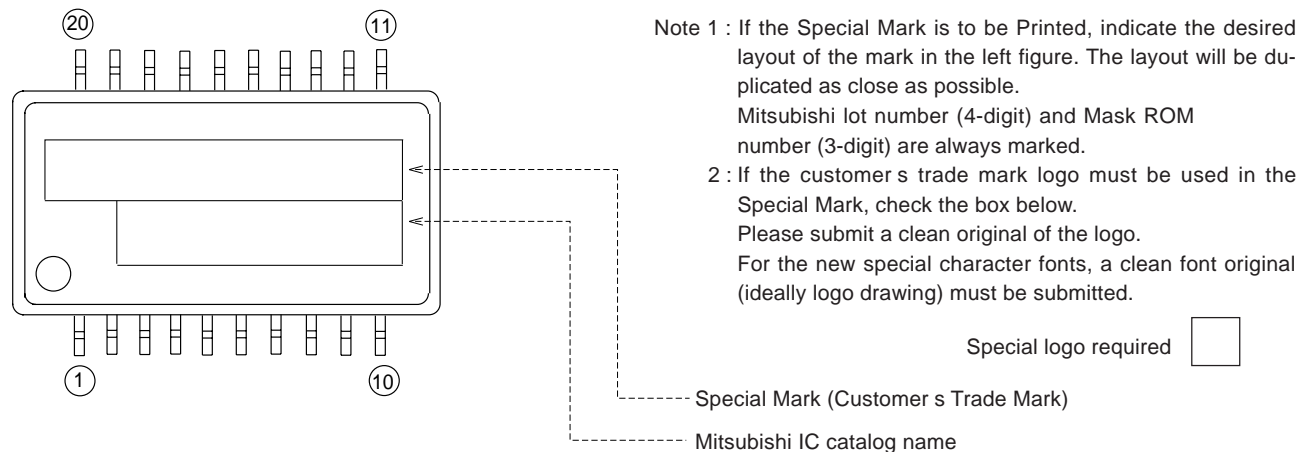 20 11
1 10
Note 1 : If the Special Mark is to be Printed, indicate the desired
layout of the mark in the left figure. The layout will be du-
plicated as close as possible.
Mitsubishi lot number (4-digit) and Mask ROM
number (3-digit) are always marked.
2 : If the customer s trade mark logo must be used in the
Special Mark, check the box below.
Please submit a clean original of the logo.
For the new special character fonts, a clean font original
(ideally logo drawing) must be submitted.
Special logo required
Special Mark (Customer s Trade Mark)
Mitsubishi IC catalog name